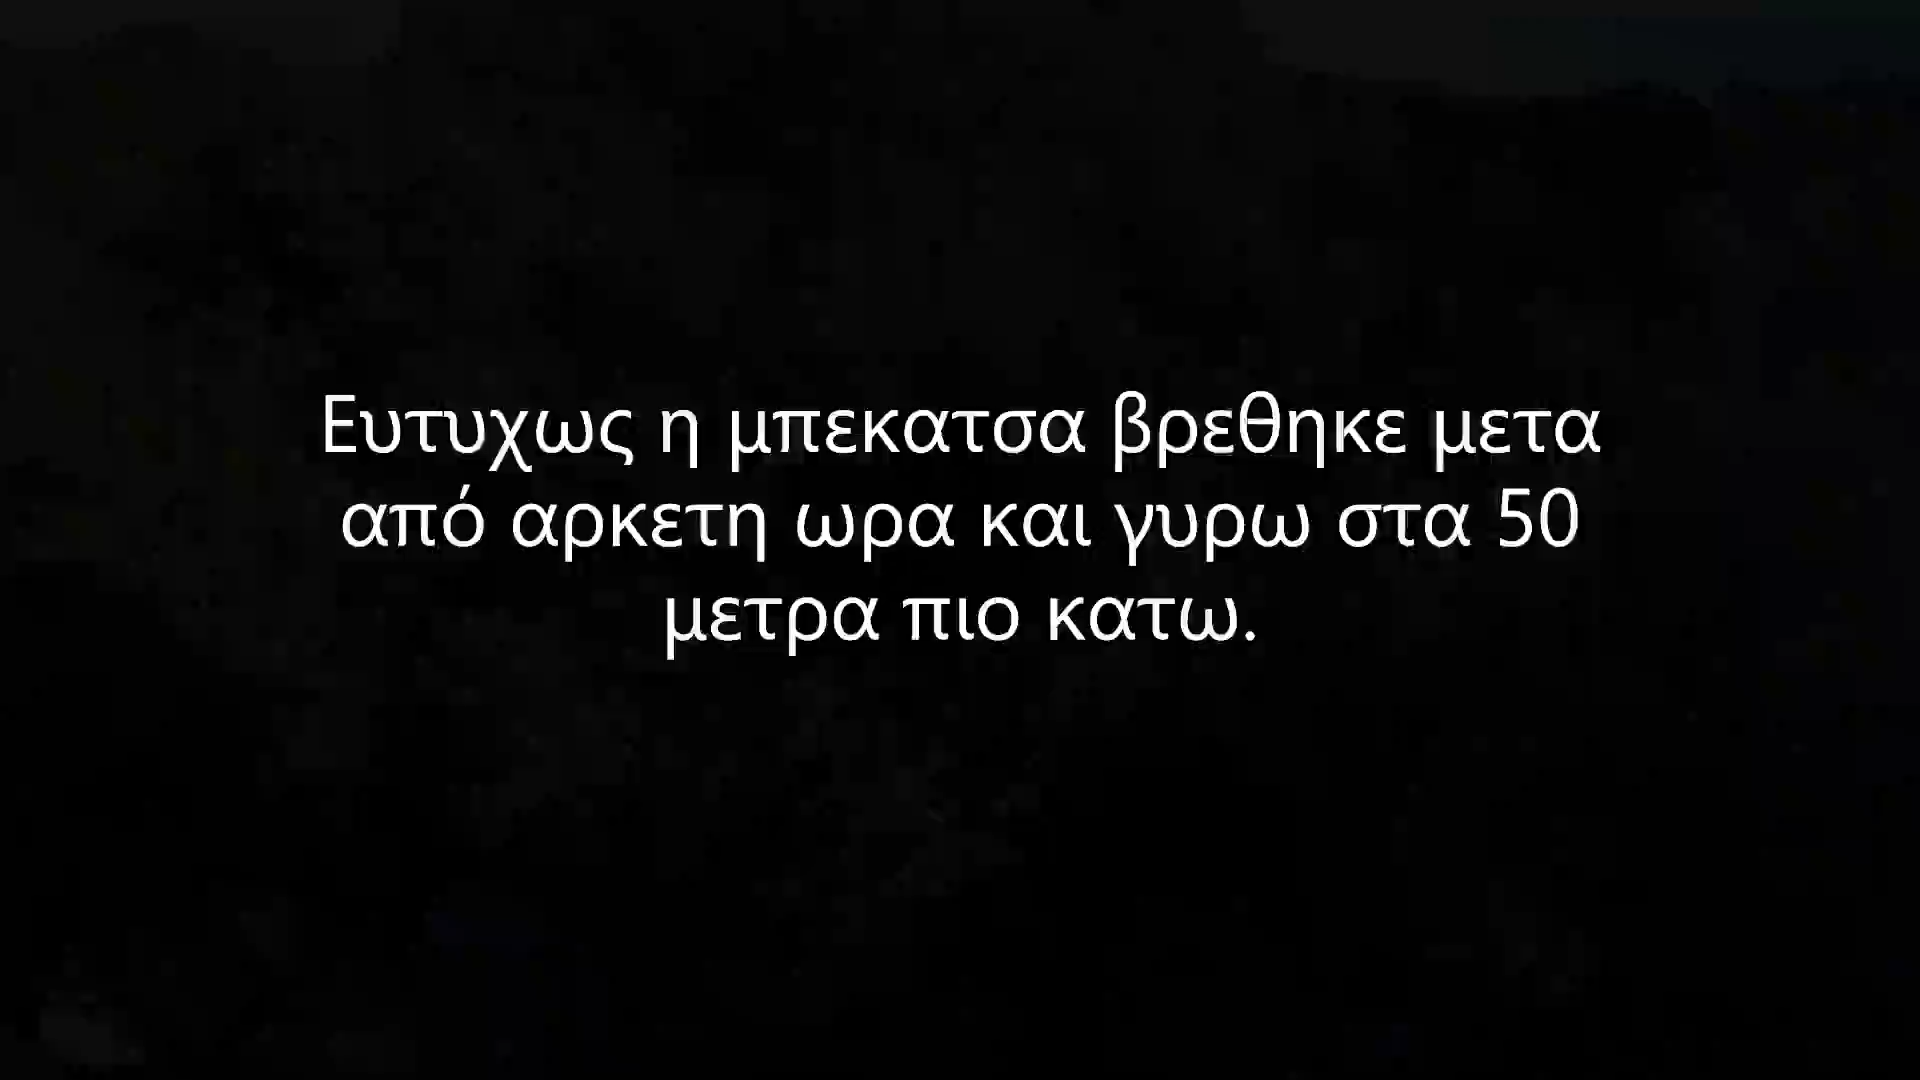 Ευτυχως η μπεκατσα βρεθηκε μετα
από αρκετη ωρα και γυρω στα 50
μετρα πιο κατω.